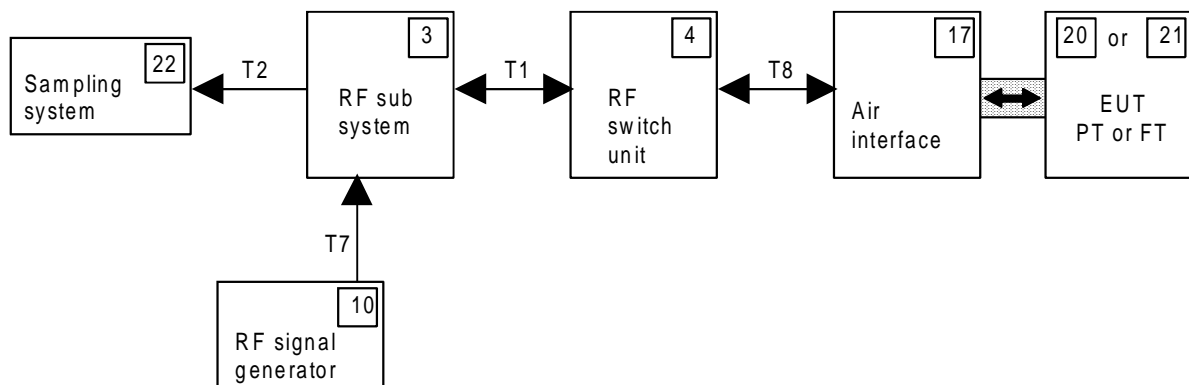 22
Sampling
system
T2
3
RF sub
system
T1
4
RF
switch
unit
T8
17
Air
interface
20 or 21
EUT
PT or FT
T7
10
RF signal
generator